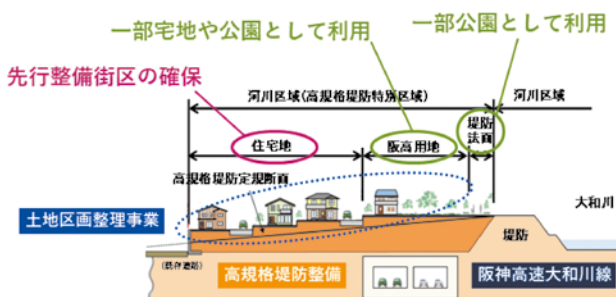 一部宅地や公園として利用
一部公園として利用
先行整備街区の確保
河川区域(高規格堤防特別区域)
河川区域
住宅地
阪高用地
堤防
法面
高規格堤防定規断面
大和川
土地区画整理事業
堤防
(既存道路)
高規格堤防整備
阪神高速大和川線